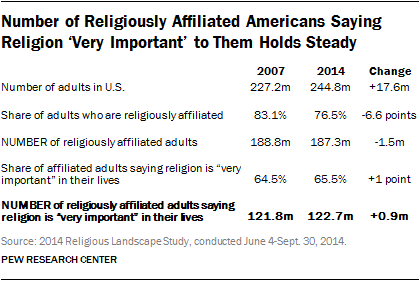 Number of Religiously Affiliated Americans Saying
Religion ‘Very Important’ to Them Holds Steady
2007 2014 Change
Number of adults in U.S. 227.2m 244.8m +17.6m
Share of adults who are religiously affiliated 83.1% 76.5% -6.6 points
NUMBER of religiously affiliated adults 188.8m 187.3m -1.5m
Share of affiliated adults saying religion is “very
important” in their lives 64.5% 65.5% +1 point
NUMBER of religiously affiliated adults saying
religion is “very important” in their lives 121.8m 122.7m +0.9m
Source: 2014 Religious Landscape Study, conducted June 4-Sept. 30, 2014.
PEW RESEARCH CENTER